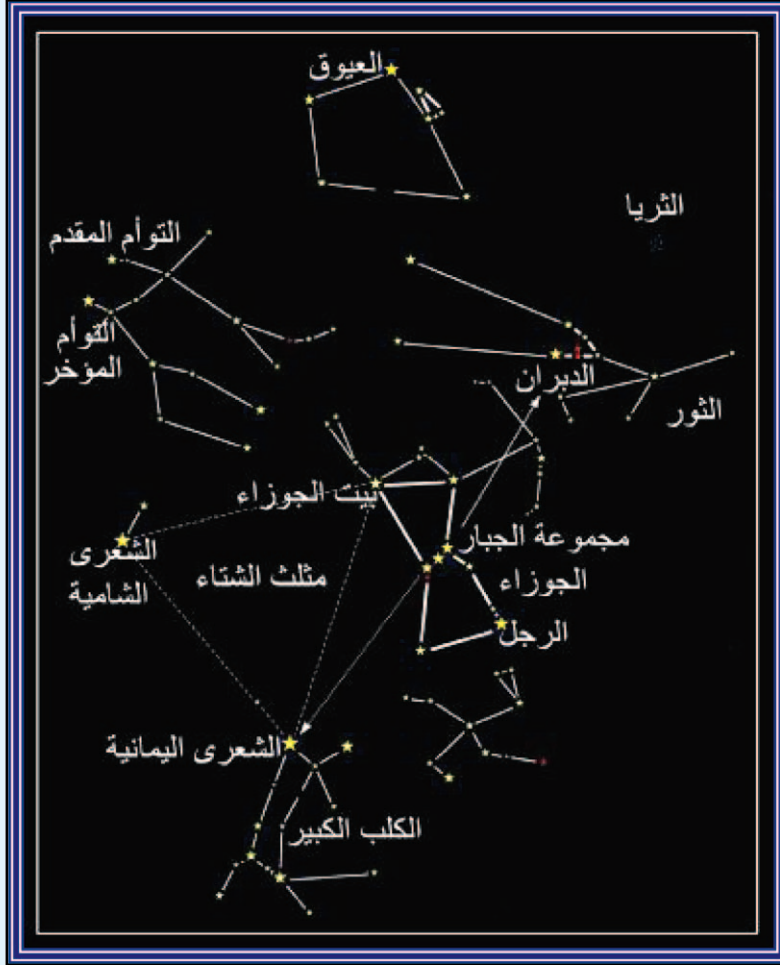 العيوق
الثريا
التوأم المقدم
التوأم
المؤخر
الدبران
الثور
بيت الجوزاء
مجموعة الجبار
الجوزاء
الرجل
الشعرى
الشامية
مثلث الشتاء
الشعرى اليمانية
الكلب الكبير